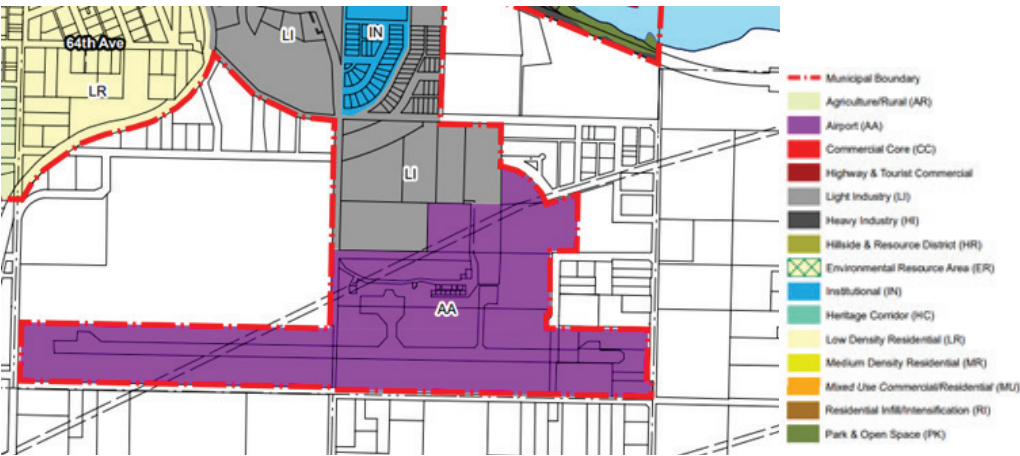 64th Ave
LI
IN
LR
LI
AA
Municipal Boundary
Agriculture/Rural (AR)
Airport (AA)
Commercial Core (CC)
Highway & Tourist Commercial
Light Industry (LI)
Heavy Industry (HI)
Hillside & Resource District (HR)
Environmental Resource Area (ER)
Institutional (IN)
Heritage Corridor (HC)
Low Density Residential (LR)
Medium Density Residential (MR)
Mixed Use Commercial/Residential (MU)
Residential Infill/Intensification (RI)
Park & Open Space (PK)